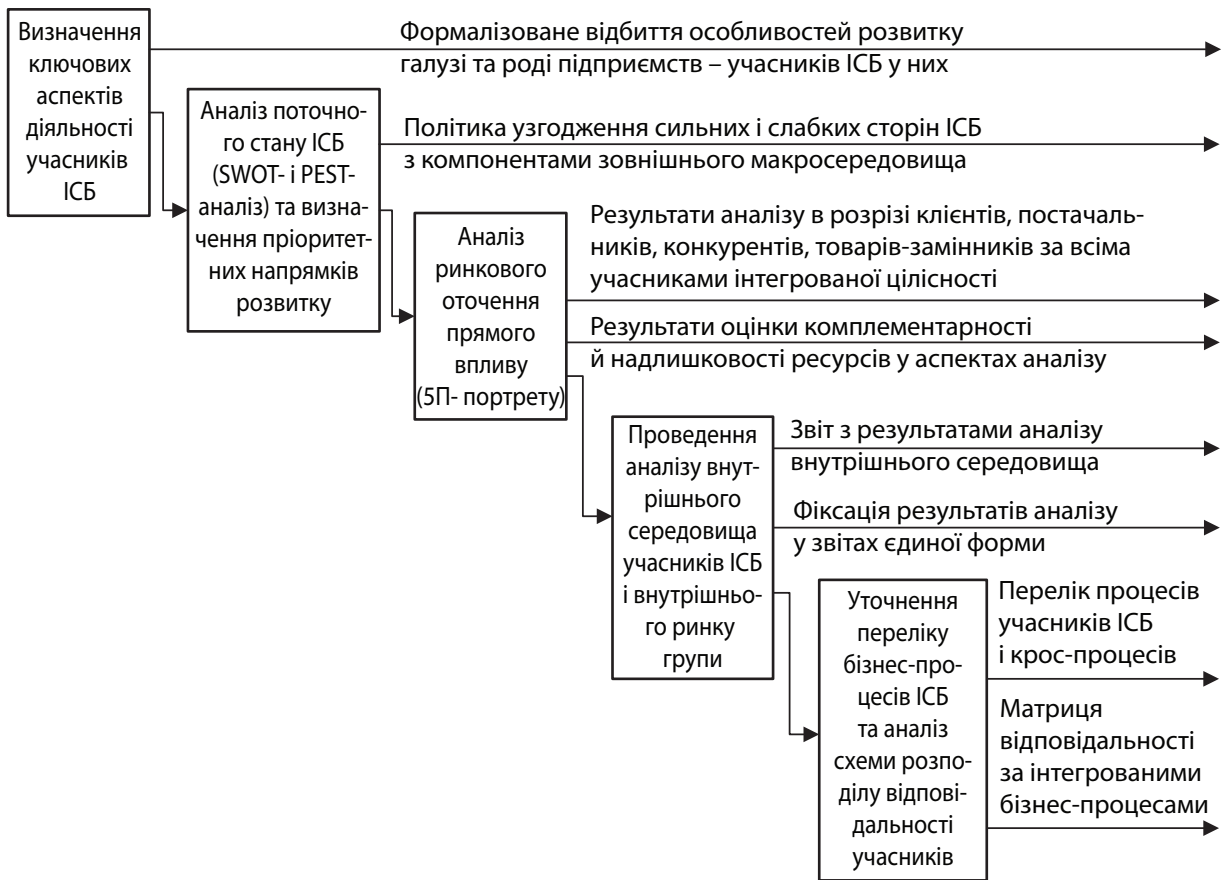 Визначення
ключових
аспектів
діяльності
учасників
ІСБ
Формалізоване відбиття особливостей розвитку
галузі та роді підприємств – учасників ІСБ у них
Аналіз поточно-
го стану ІСБ
(SWOT- і PEST-
аналіз) та визна-
чення пріоритет-
них напрямків
розвитку
Політика узгодження сильних і слабких сторін ІСБ
з компонентами зовнішнього макросередовища
Аналіз
ринкового
оточення
прямого
впливу
(5П- портрету)
Результати аналізу в розрізі клієнтів, постачаль-
ників, конкурентів, товарів-замінників за всіма
учасниками інтегрованої цілісності
Результати оцінки комплементарності
й надлишковості ресурсів у аспектах аналізу
Проведення
аналізу внут-
рішнього
середовища
учасників ІСБ
і внутрішньо-
го ринку
групи
Звіт з результатами аналізу
внутрішнього середовища
Фіксація результатів аналізу
у звітах єдиної форми
Уточнення
переліку
бізнес-про-
цесів ІСБ
та аналіз
схеми розпо-
ділу відпові-
дальності
учасників
Перелік процесів
учасників ІСБ
і крос-процесів
Матриця
відповідальності
за інтегрованими
бізнес-процесами